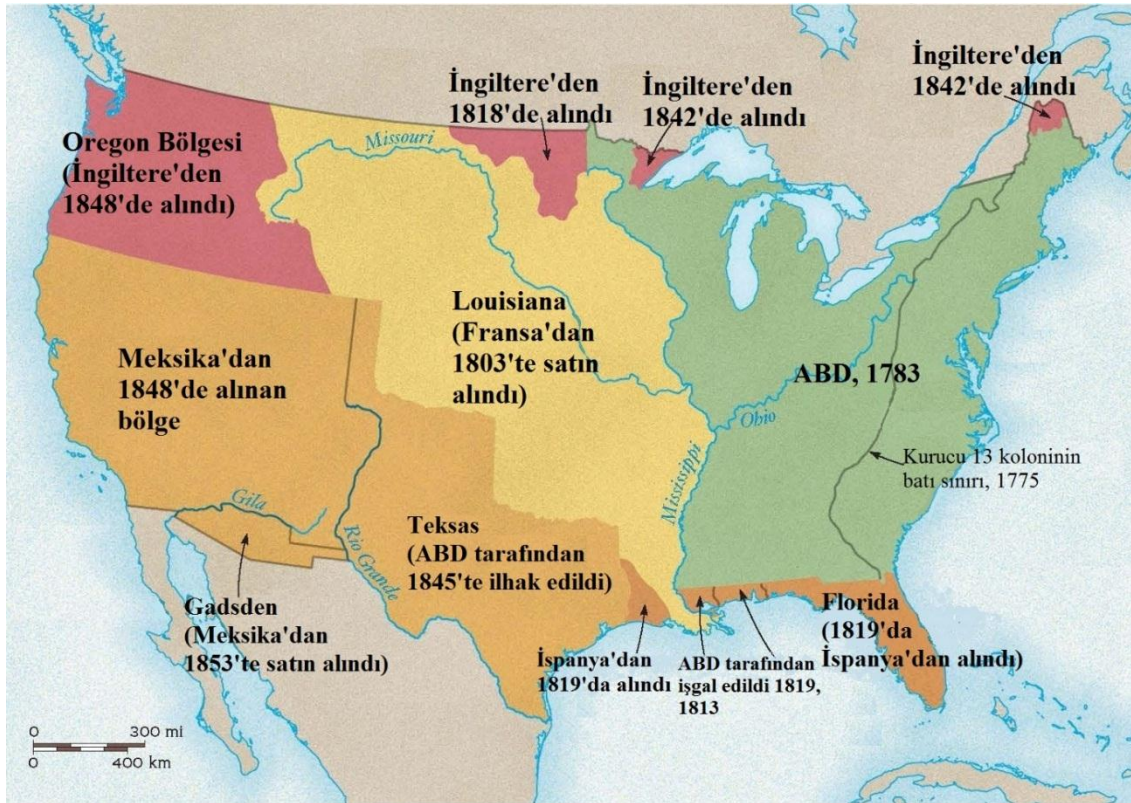 İngiltere'den
1818'de alındı
İngiltere'den
1842'de alındı
İngiltere'den
1842'de alındı
Oregon Bölgesi
(İngiltere'den
1848'de alındı)
Missouri
Louisiana
(Fransa'dan
1803'te satın
alındı)
Meksika'dan
1848'de alınan
bölge
ABD, 1783
Ohio
Mississippi
Kurucu 13 koloninin
batı sınırı, 1775
Gila
Rio Grande
Teksas
(ABD tarafından
1845'te ilhak edildi)
Gadsden
(Meksika'dan
1853'te satın alındı)
İspanya'dan
1819'da alındı
ABD tarafından
işgal edildi 1819,
1813
Florida
(1819'da
İspanya'dan alındı)
0 300 mi
0 400 km